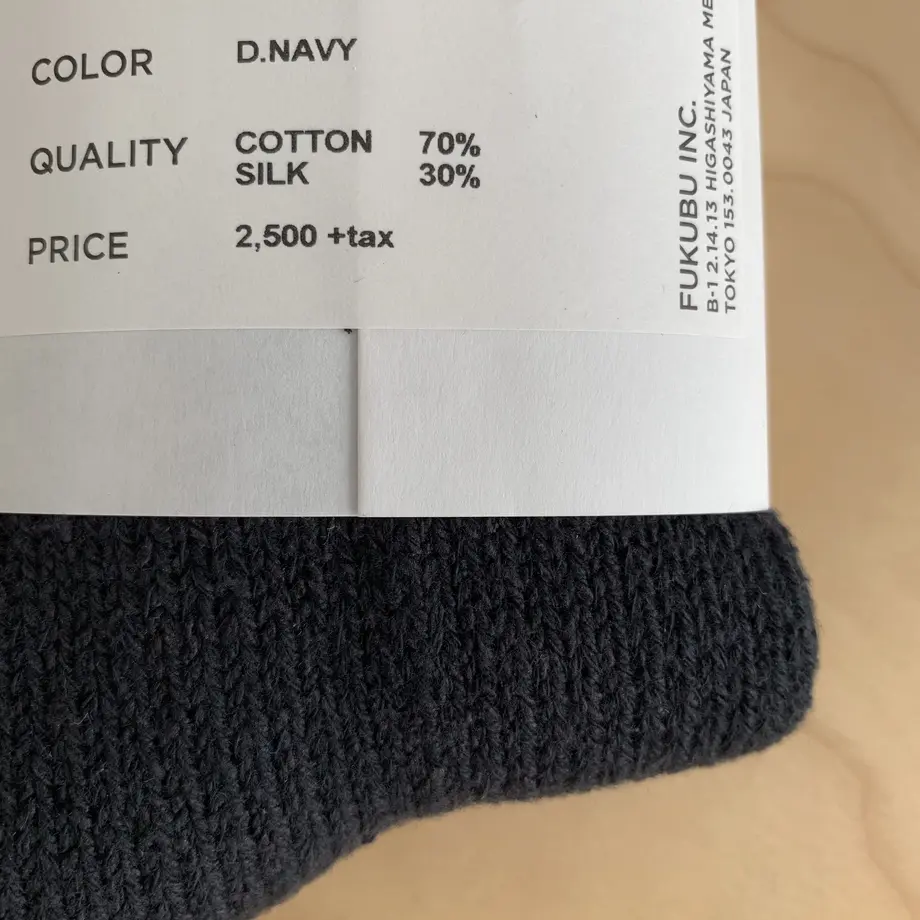 COLOR D.NAVY
QUALITY COTTON 70%
SILK 30%
PRICE 2,500 +tax
FUKUBU INC.
B-1 2.14.13 HIGASHIYAMA
TOKYO 153.0043 JAPAN